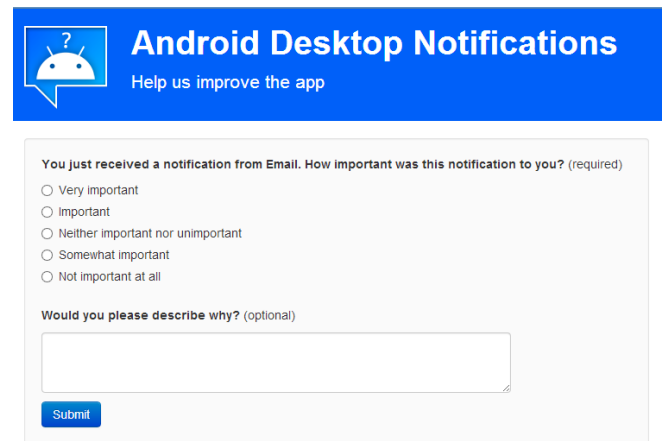 ?
Android Desktop Notifications
Help us improve the app
You just received a notification from Email. How important was this notification to you? (required)
Very important
Important
Neither important nor unimportant
Somewhat important
Not important at all
Would you please describe why? (optional)
Submit